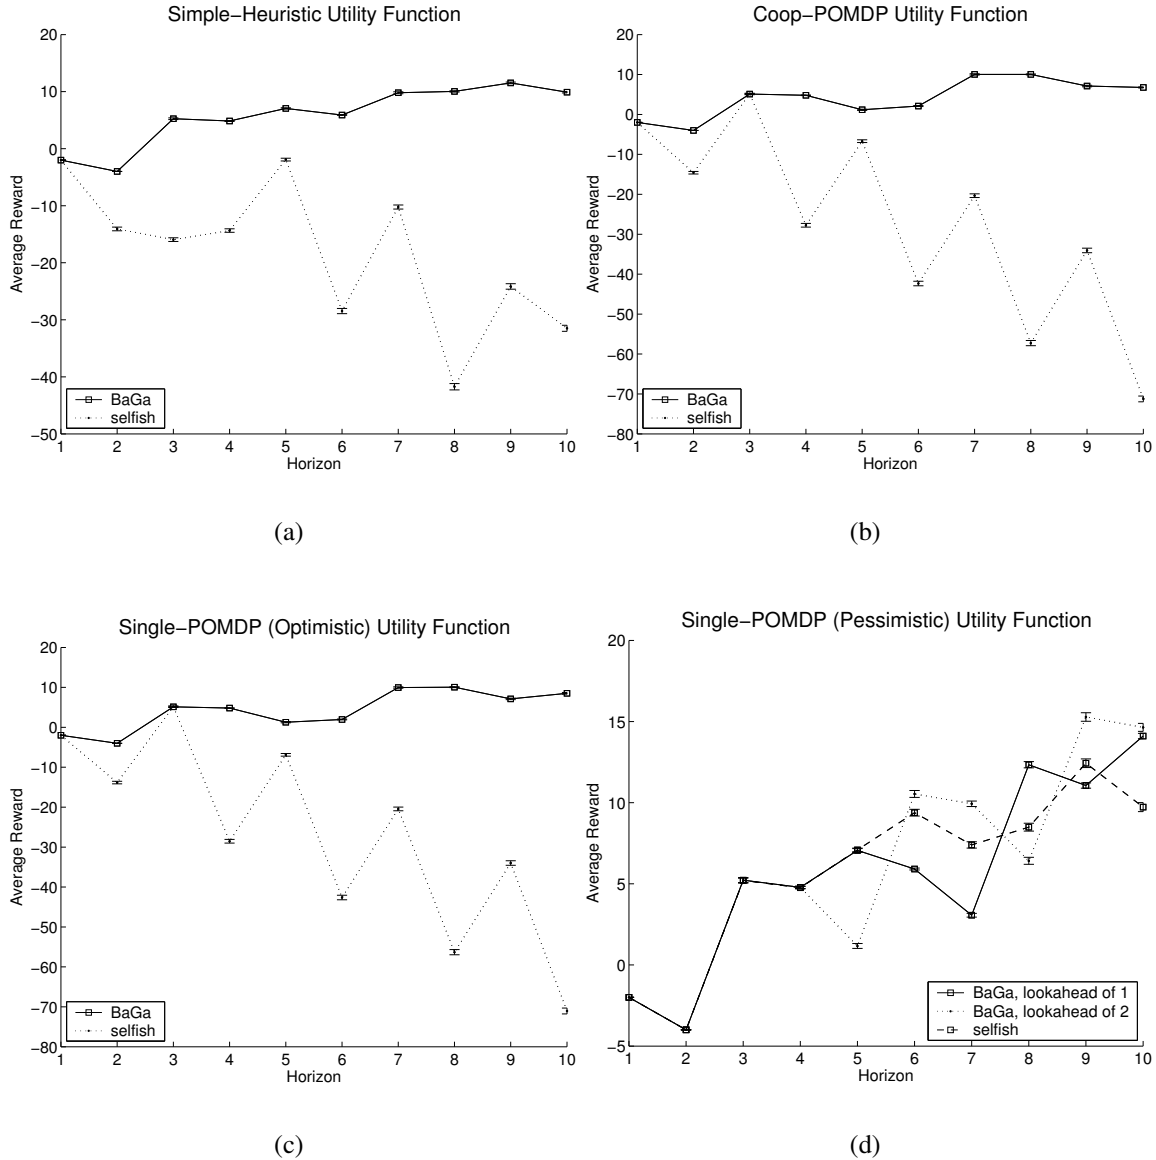 Simple−Heuristic Utility Function
20
10
0
−10
−20
−30
−40
−50
Average Reward
BaGa
selfish
1 2 3 4 5 6 7 8 9 10
Horizon
(a)
Coop−POMDP Utility Function
20
10
0
−10
−20
−30
−40
−50
−60
−70
−80
Average Reward
BaGa
selfish
1 2 3 4 5 6 7 8 9 10
Horizon
(b)
Single−POMDP (Optimistic) Utility Function
20
10
0
−10
−20
−30
−40
−50
−60
−70
−80
Average Reward
BaGa
selfish
1 2 3 4 5 6 7 8 9 10
Horizon
(c)
Single−POMDP (Pessimistic) Utility Function
20
15
10
5
0
−5
Average Reward
BaGa, lookahead of 1
BaGa, lookahead of 2
selfish
1 2 3 4 5 6 7 8 9 10
Horizon
(d)